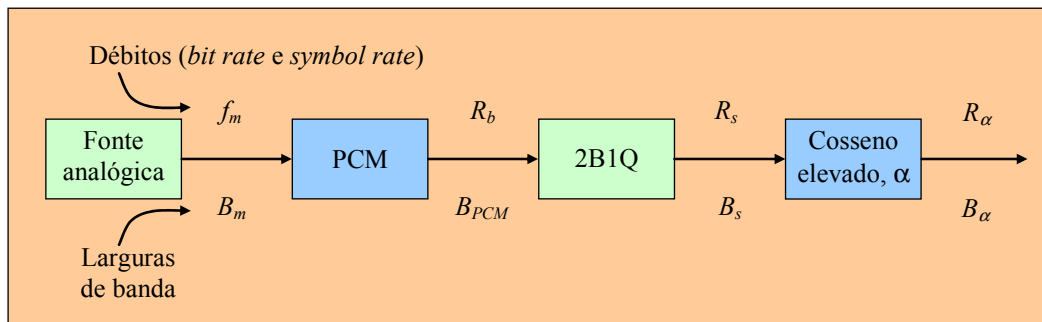 Débitos (bit rate e symbol rate)
f_m
R_b
R_s
R_α
Fonte
analógica
PCM
2B1Q
Cosseno
elevado, α
B_m
B_PCM
B_s
B_α
Larguras
de banda